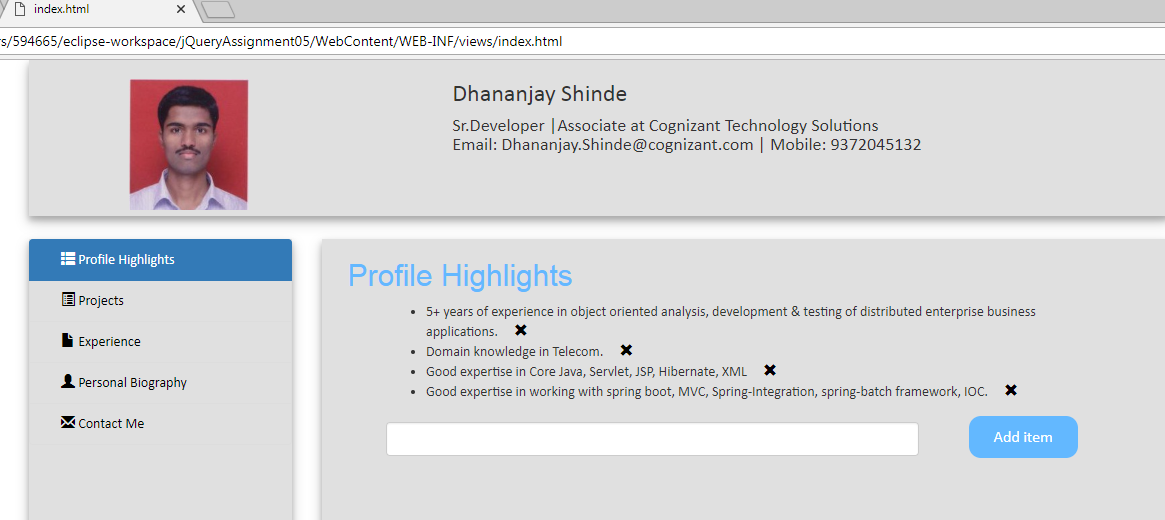 index.html
rs/594665/eclipse-workspace/jQueryAssignment05/WebContent/WEB-INF/views/index.html
Dhananjay Shinde
Sr.Developer |Associate at Cognizant Technology Solutions
Email: Dhananjay.Shinde@cognizant.com | Mobile: 9372045132
Profile Highlights
Projects
Experience
Personal Biography
Contact Me
Profile Highlights
5+ years of experience in object oriented analysis, development & testing of distributed enterprise business
applications.
Domain knowledge in Telecom.
Good expertise in Core Java, Servlet, JSP, Hibernate, XML
Good expertise in working with spring boot, MVC, Spring-Integration, spring-batch framework, IOC.
Add item